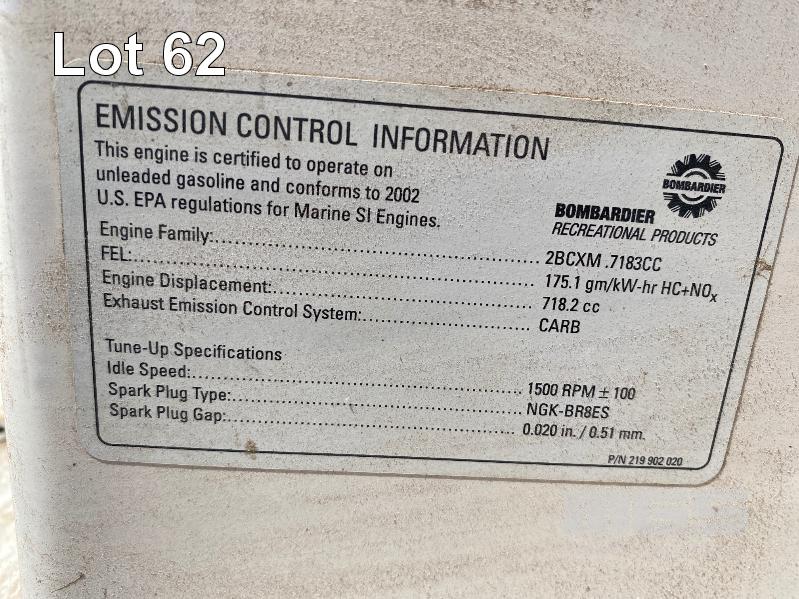 Lot 62
EMISSION CONTROL INFORMATION
This engine is certified to operate on
unleaded gasoline and conforms to 2002
U.S. EPA regulations for Marine SI Engines.
BOMBARDIER
BOMBARDIER
RECREATIONAL PRODUCTS
Engine Family:.......................................................... 2BCXM .7183CC
FEL:.......................................................................... 175.1 gm/kW-hr HC+NOx
Engine Displacement:.............................................. 718.2 cc
Exhaust Emission Control System:............................. CARB
Tune-Up Specifications
Idle Speed:............................................................ 1500 RPM ± 100
Spark Plug Type:.................................................... NGK-BR8ES
Spark Plug Gap:..................................................... 0.020 in. / 0.51 mm.
P/N 219 902 020